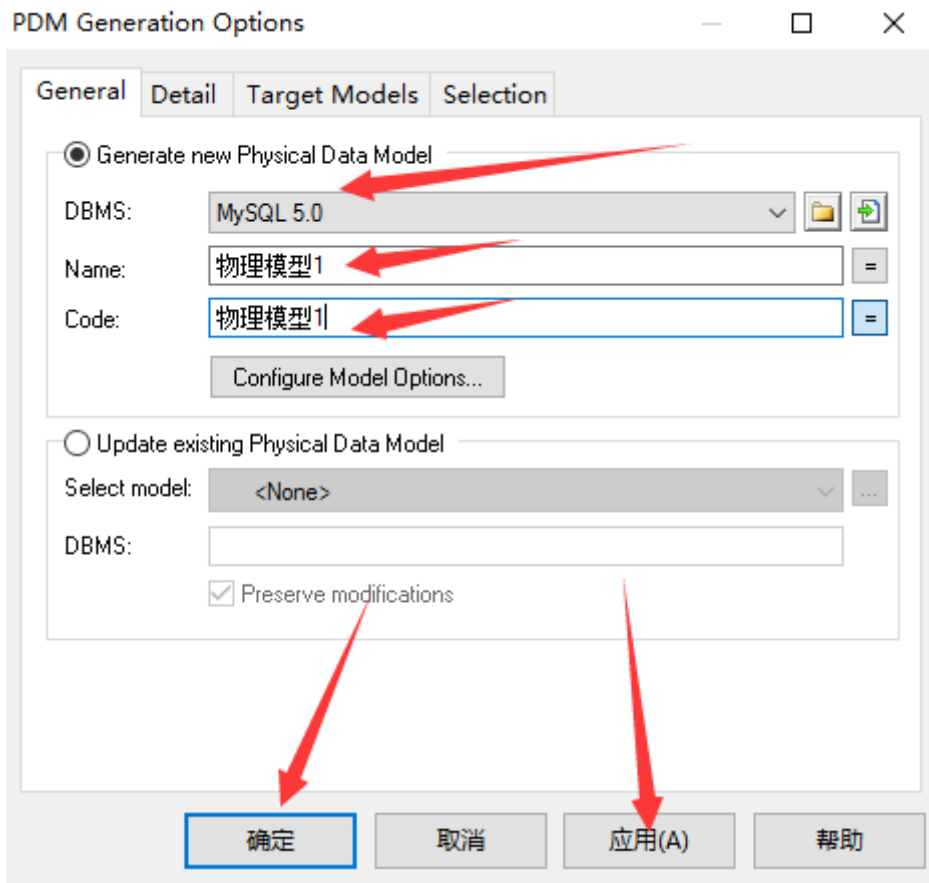 PDM Generation Options
General Detail Target Models Selection
Generate new Physical Data Model
DBMS: MySQL 5.0
Name: 物理模型1 =
Code: 物理模型1 =
Configure Model Options...
Update existing Physical Data Model
Select model: <None> ...
DBMS:
Preserve modifications
确定 取消 应用(A) 帮助